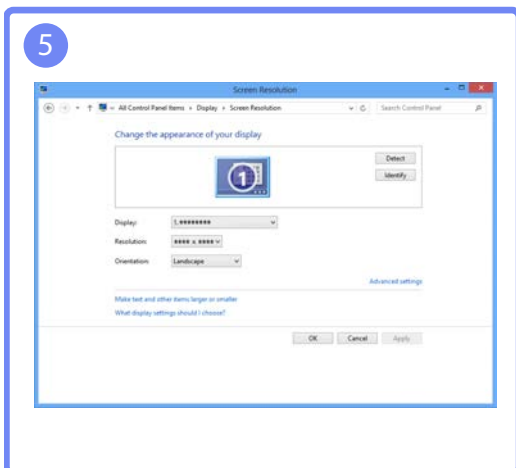 5
Screen Resolution
All Control Panel Items Display Screen Resolution
Search Control Panel
Change the appearance of your display
1
Detect
Identify
Display: 1.********
Resolution: **** x ****
Orientation: Landscape
Advanced settings
Make text and other items larger or smaller
What display settings should I choose?
OK Cancel Apply